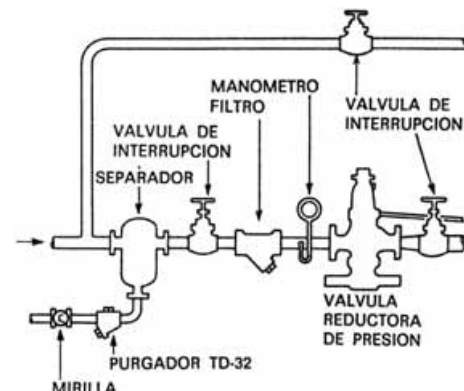 MANOMETRO
FILTRO
VALVULA DE
INTERRUPCION
VALVULA DE
INTERRUPCION
SEPARADOR
VALVULA
REDUCTORA
DE PRESION
PURGADOR TD-32
MIRILLA